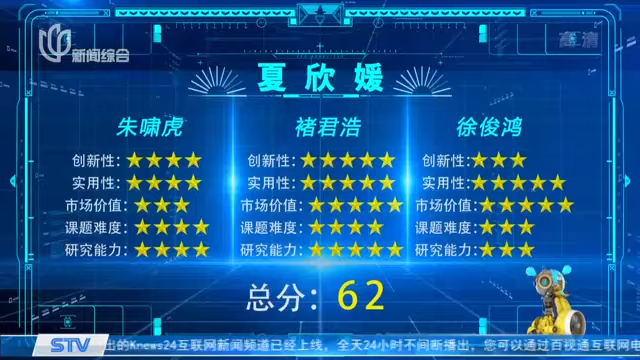 新闻综合
高清
夏欣媛
朱啸虎 褚君浩 徐俊鸿
创新性：★★★★ 创新性：★★★★★ 创新性：★★★
实用性：★★★★ 实用性：★★★★★ 实用性：★★★★★
市场价值：★★★ 市场价值：★★★★★ 市场价值：★★★★★
课题难度：★★★★ 课题难度：★★★★ 课题难度：★★★
研究能力：★★★★ 研究能力：★★★★★ 研究能力：★★★
总分：62
STV 出的Knews24互联网新闻频道已经上线，全天24小时不间断播出，您可以通过百视通互联网电